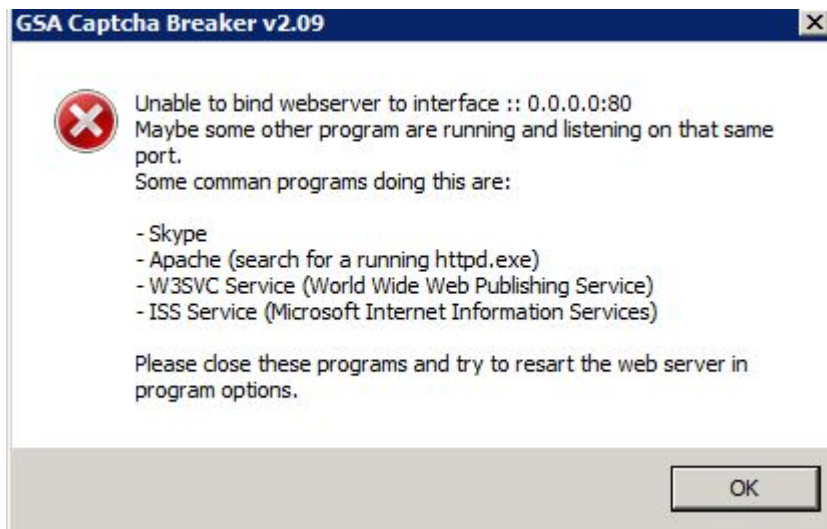 GSA Captcha Breaker v2.09
Unable to bind webserver to interface :: 0.0.0.0:80
Maybe some other program are running and listening on that same
port.
Some comman programs doing this are:
- Skype
- Apache (search for a running httpd.exe)
- W3SVC Service (World Wide Web Publishing Service)
- ISS Service (Microsoft Internet Information Services)
Please close these programs and try to resart the web server in
program options.
OK